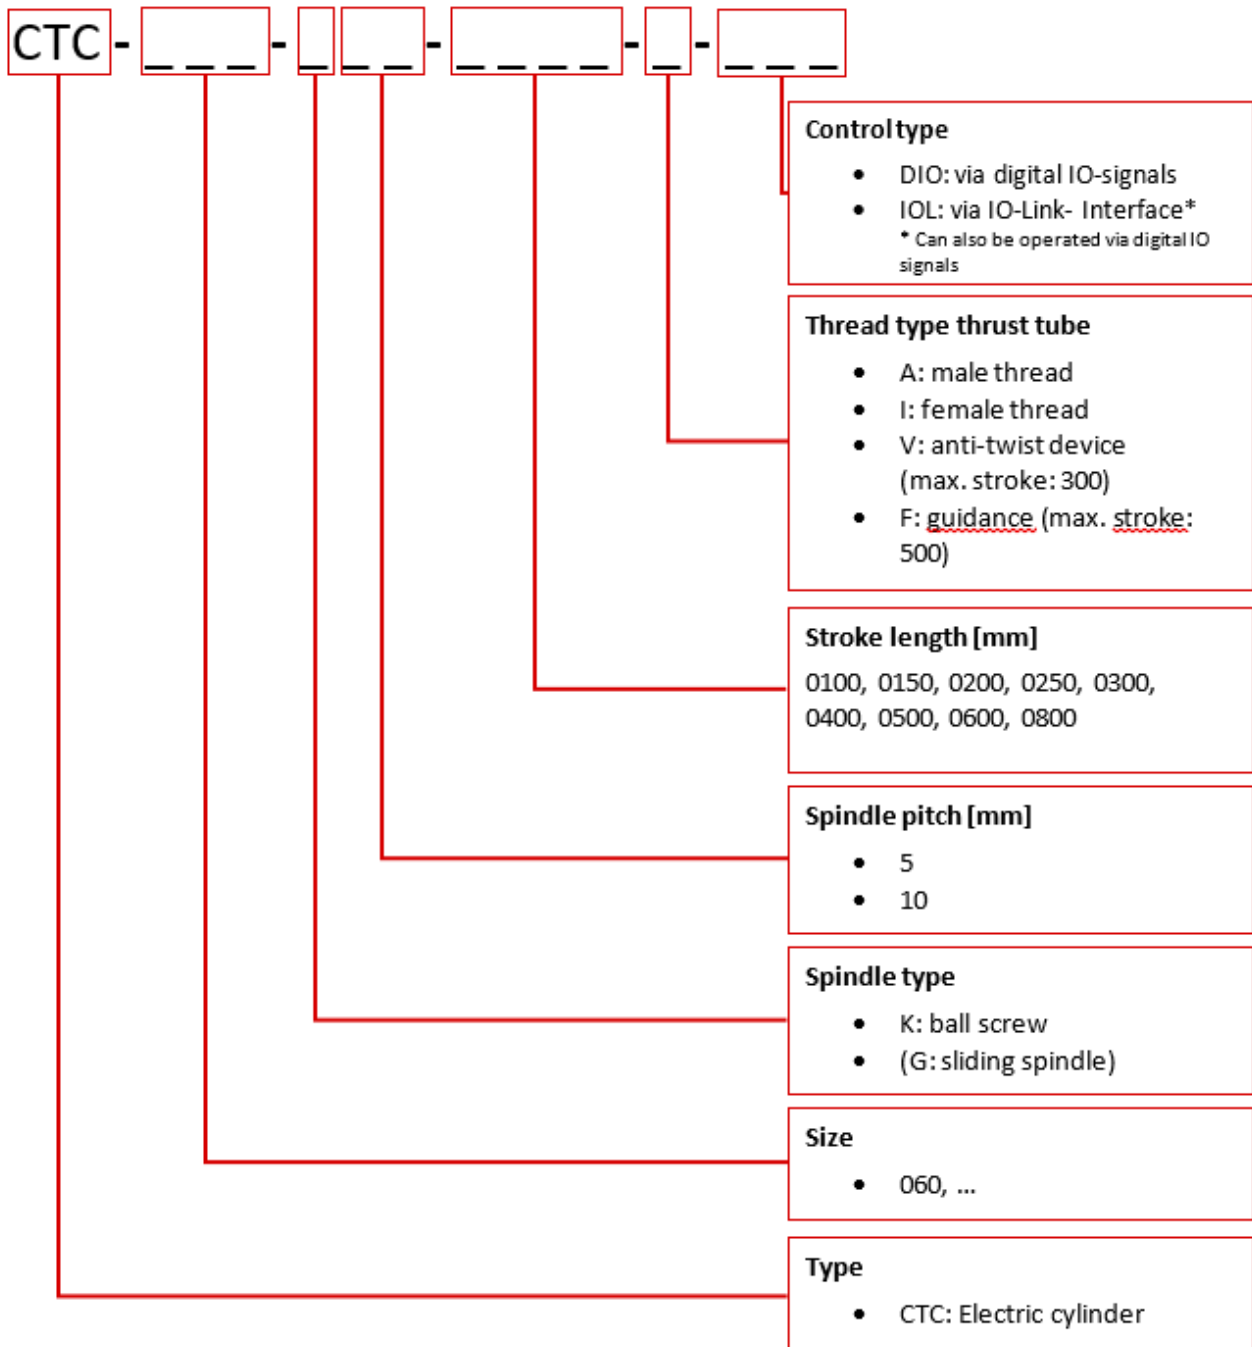 CTC- _ _ _ - _ _ _ - _ _ _ _ - _ - _ _ _
Control type
• DIO: via digital IO-signals
• IOL: via IO-Link- Interface*
* Can also be operated via digital IO
signals
Thread type thrust tube
• A: male thread
• I: female thread
• V: anti-twist device
(max. stroke: 300)
• F: guidance (max. stroke:
500)
Stroke length [mm]
0100, 0150, 0200, 0250, 0300,
0400, 0500, 0600, 0800
Spindle pitch [mm]
• 5
• 10
Spindle type
• K: ball screw
• (G: sliding spindle)
Size
• 060, ...
Type
• CTC: Electric cylinder